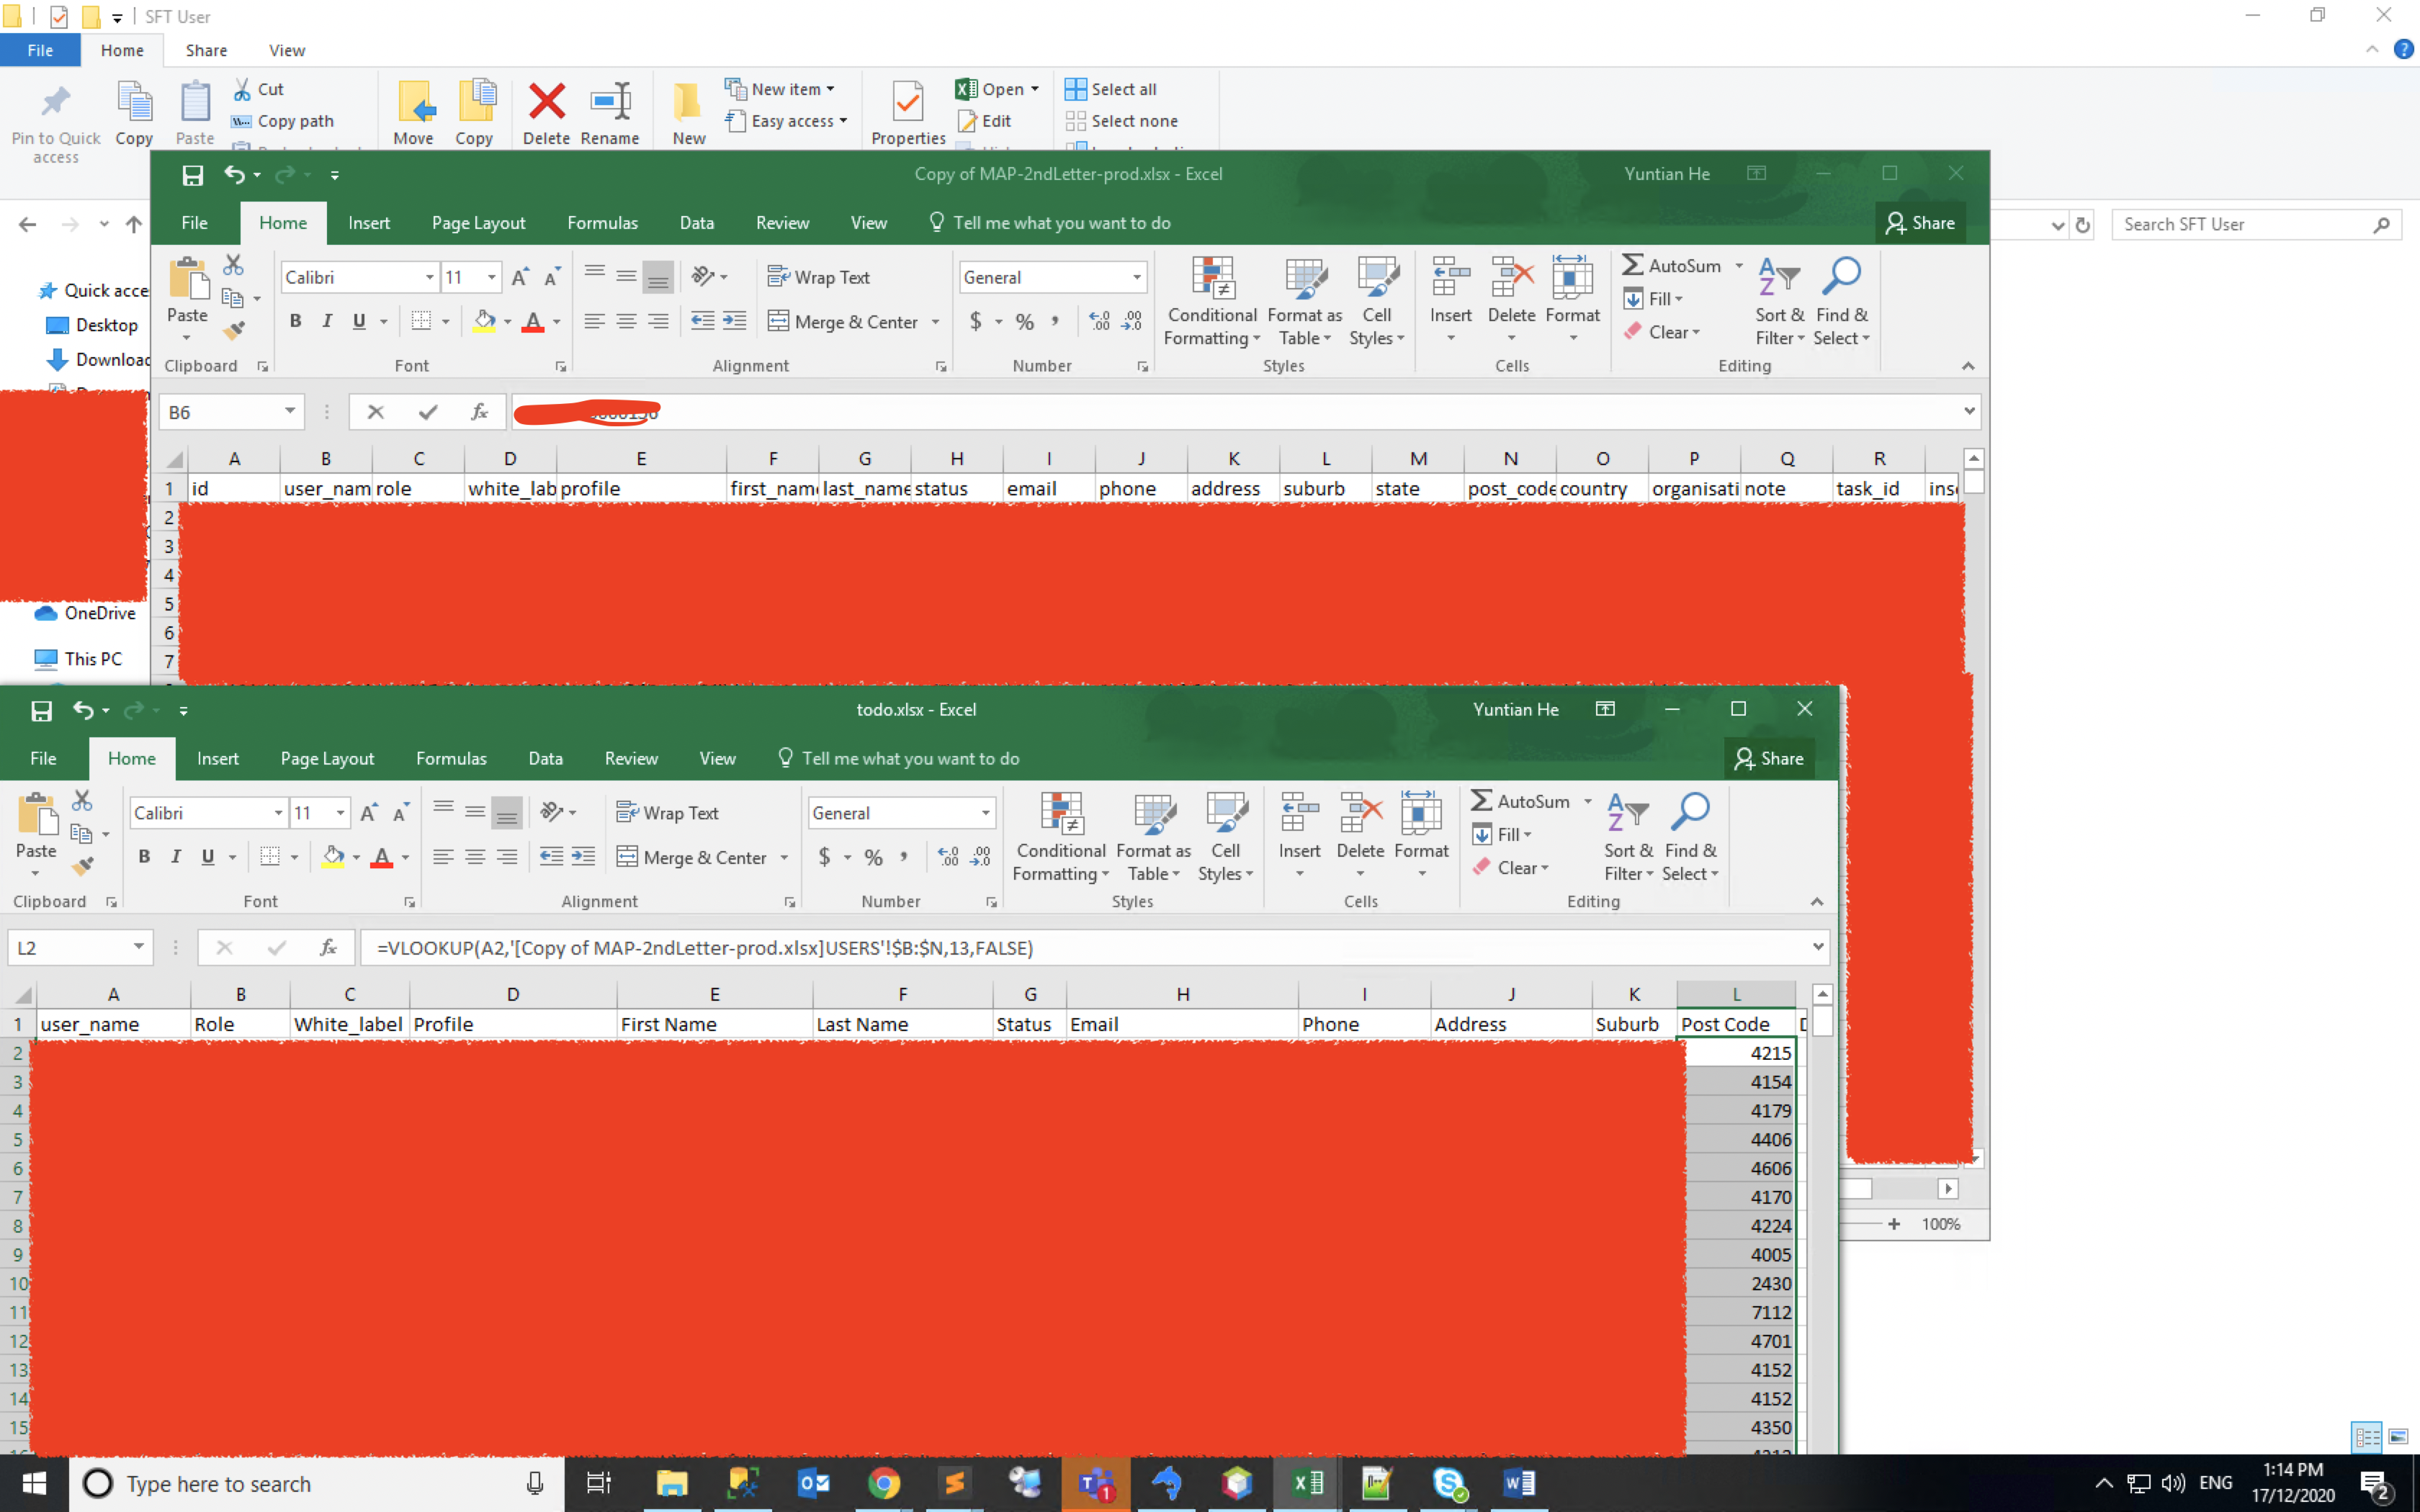 SFT User
File Home Share View
Cut
New item
Open
Select all
Copy path
Easy access
Edit
Select none
Pin to Quick access
Copy
Paste
Move
Copy
Delete
Rename
New
Properties
Copy of MAP-2ndLetter-prod.xlsx - Excel
Yuntian He
File Home Insert Page Layout Formulas Data Review View Tell me what you want to do
Share
Search SFT User
Quick acce
Desktop
Downloa
OneDrive
This PC
Calibri 11
Wrap Text
General
AutoSum
Fill
Clear
Paste
B I U
Merge & Center
$ % ,
Conditional Formatting
Format as Table
Cell Styles
Insert
Delete
Format
Sort & Filter
Find & Select
Clipboard Font Alignment Number Styles Cells Editing
B6 fx
A B C D E F G H I J K L M N O P Q R
1 id user_nam role white_lab profile first_nam last_name status email phone address suburb state post_code country organisati note task_id ins
2
3
4
5
6
7
todo.xlsx - Excel
Yuntian He
File Home Insert Page Layout Formulas Data Review View Tell me what you want to do
Share
Calibri 11
Wrap Text
General
AutoSum
Fill
Clear
Paste
B I U
Merge & Center
$ % ,
Conditional Formatting
Format as Table
Cell Styles
Insert
Delete
Format
Sort & Filter
Find & Select
Clipboard Font Alignment Number Styles Cells Editing
L2 fx =VLOOKUP(A2,'[Copy of MAP-2ndLetter-prod.xlsx]USERS'!$B:$N,13,FALSE)
A B C D E F G H I J K L
1 user_name Role White_label Profile First Name Last Name Status Email Phone Address Suburb Post Code
2 4215
3 4154
4 4179
5 4406
6 4606
7 4170
8 4224
9 4005
10 2430
11 7112
12 4701
13 4152
14 4152
15 4350
100%
Type here to search
ENG
1:14 PM
17/12/2020
2